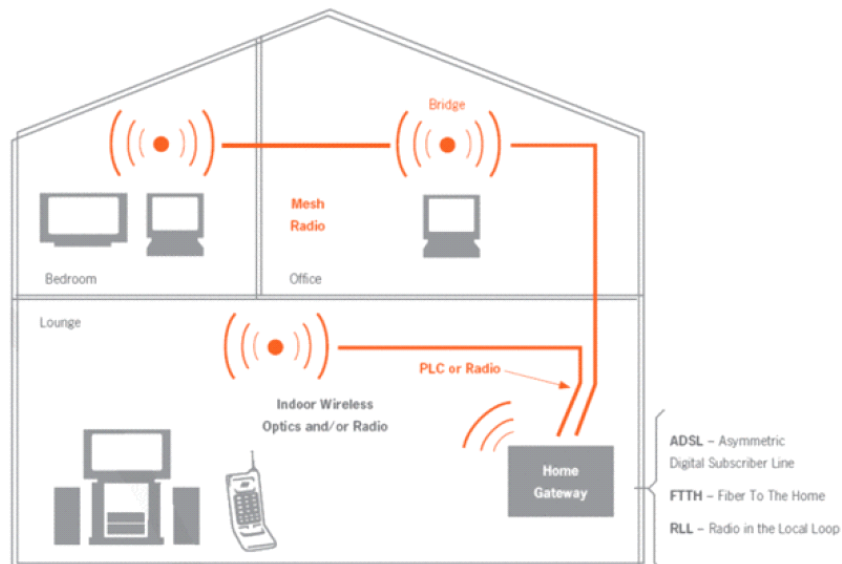 Bridge
Mesh
Radio
Bedroom
Office
Lounge
PLC or Radio
Indoor Wireless
Optics and/or Radio
Home
Gateway
ADSL – Asymmetric
Digital Subscriber Line
FTTH – Fiber To The Home
RLL – Radio in the Local Loop